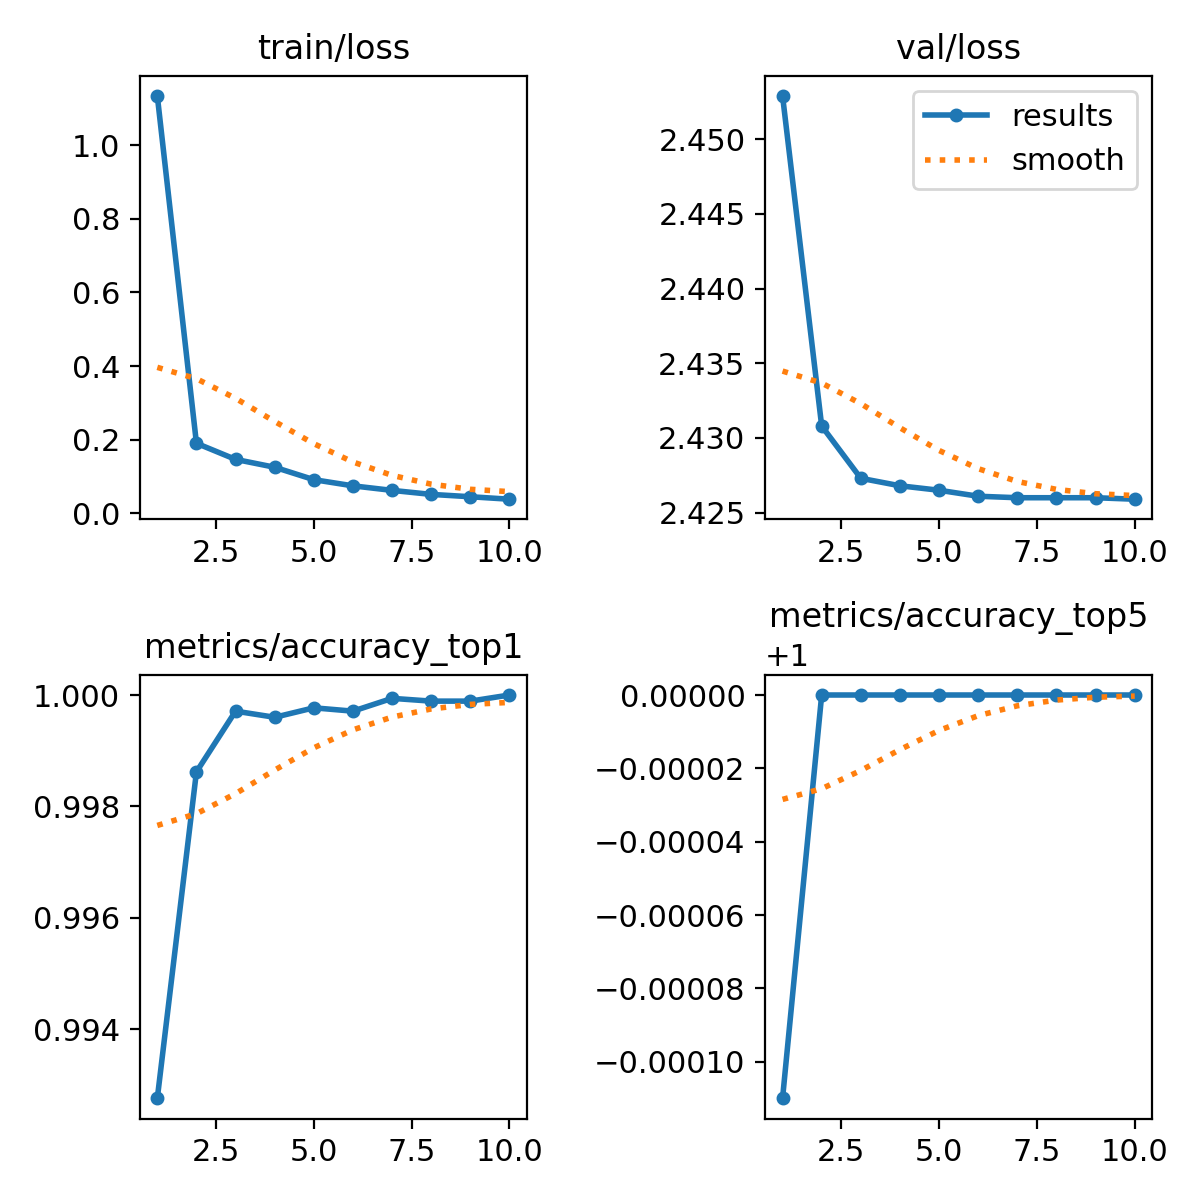 train/loss
1.0
0.8
0.6
0.4
0.2
0.0
2.5 5.0 7.5 10.0
val/loss
results
smooth
2.450
2.445
2.440
2.435
2.430
2.425
2.5 5.0 7.5 10.0
metrics/accuracy_top1
1.000
0.998
0.996
0.994
2.5 5.0 7.5 10.0
metrics/accuracy_top5
+1
0.00000
−0.00002
−0.00004
−0.00006
−0.00008
−0.00010
2.5 5.0 7.5 10.0